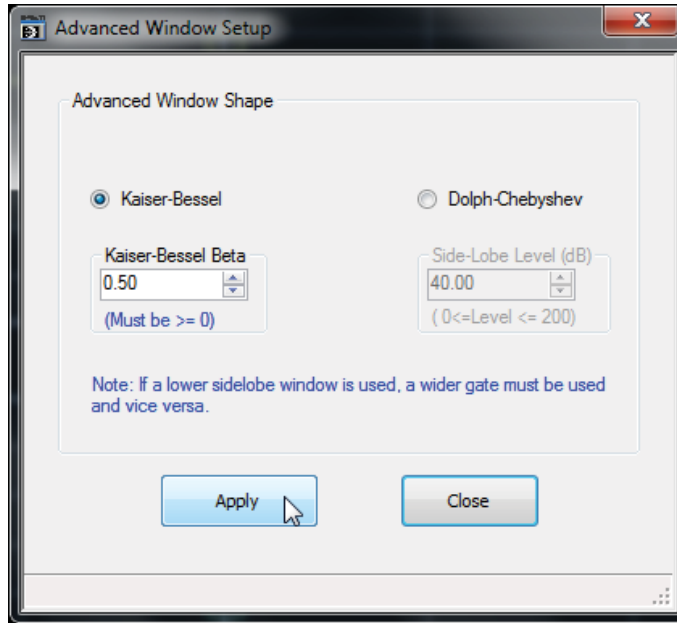 Advanced Window Setup
X
Advanced Window Shape
Kaiser-Bessel
Dolph-Chebyshev
Kaiser-Bessel Beta
Side-Lobe Level (dB)
0.50
40.00
(Must be >= 0)
( 0<=Level <= 200)
Note: If a lower sidelobe window is used, a wider gate must be used
and vice versa.
Apply
Close